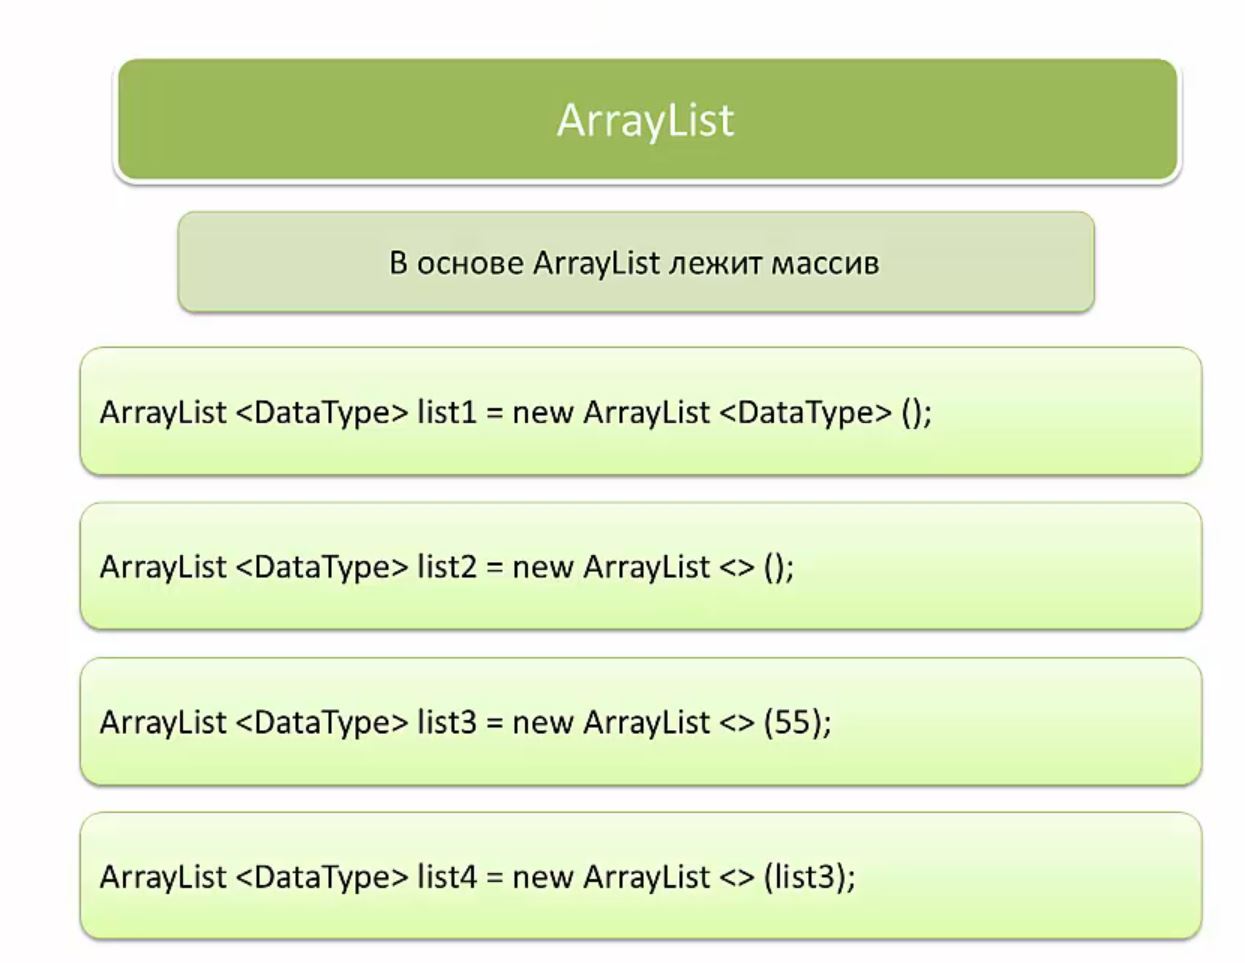 ArrayList
В основе ArrayList лежит массив
ArrayList <DataType> list1 = new ArrayList <DataType> ();
ArrayList <DataType> list2 = new ArrayList <> ();
ArrayList <DataType> list3 = new ArrayList <> (55);
ArrayList <DataType> list4 = new ArrayList <> (list3);